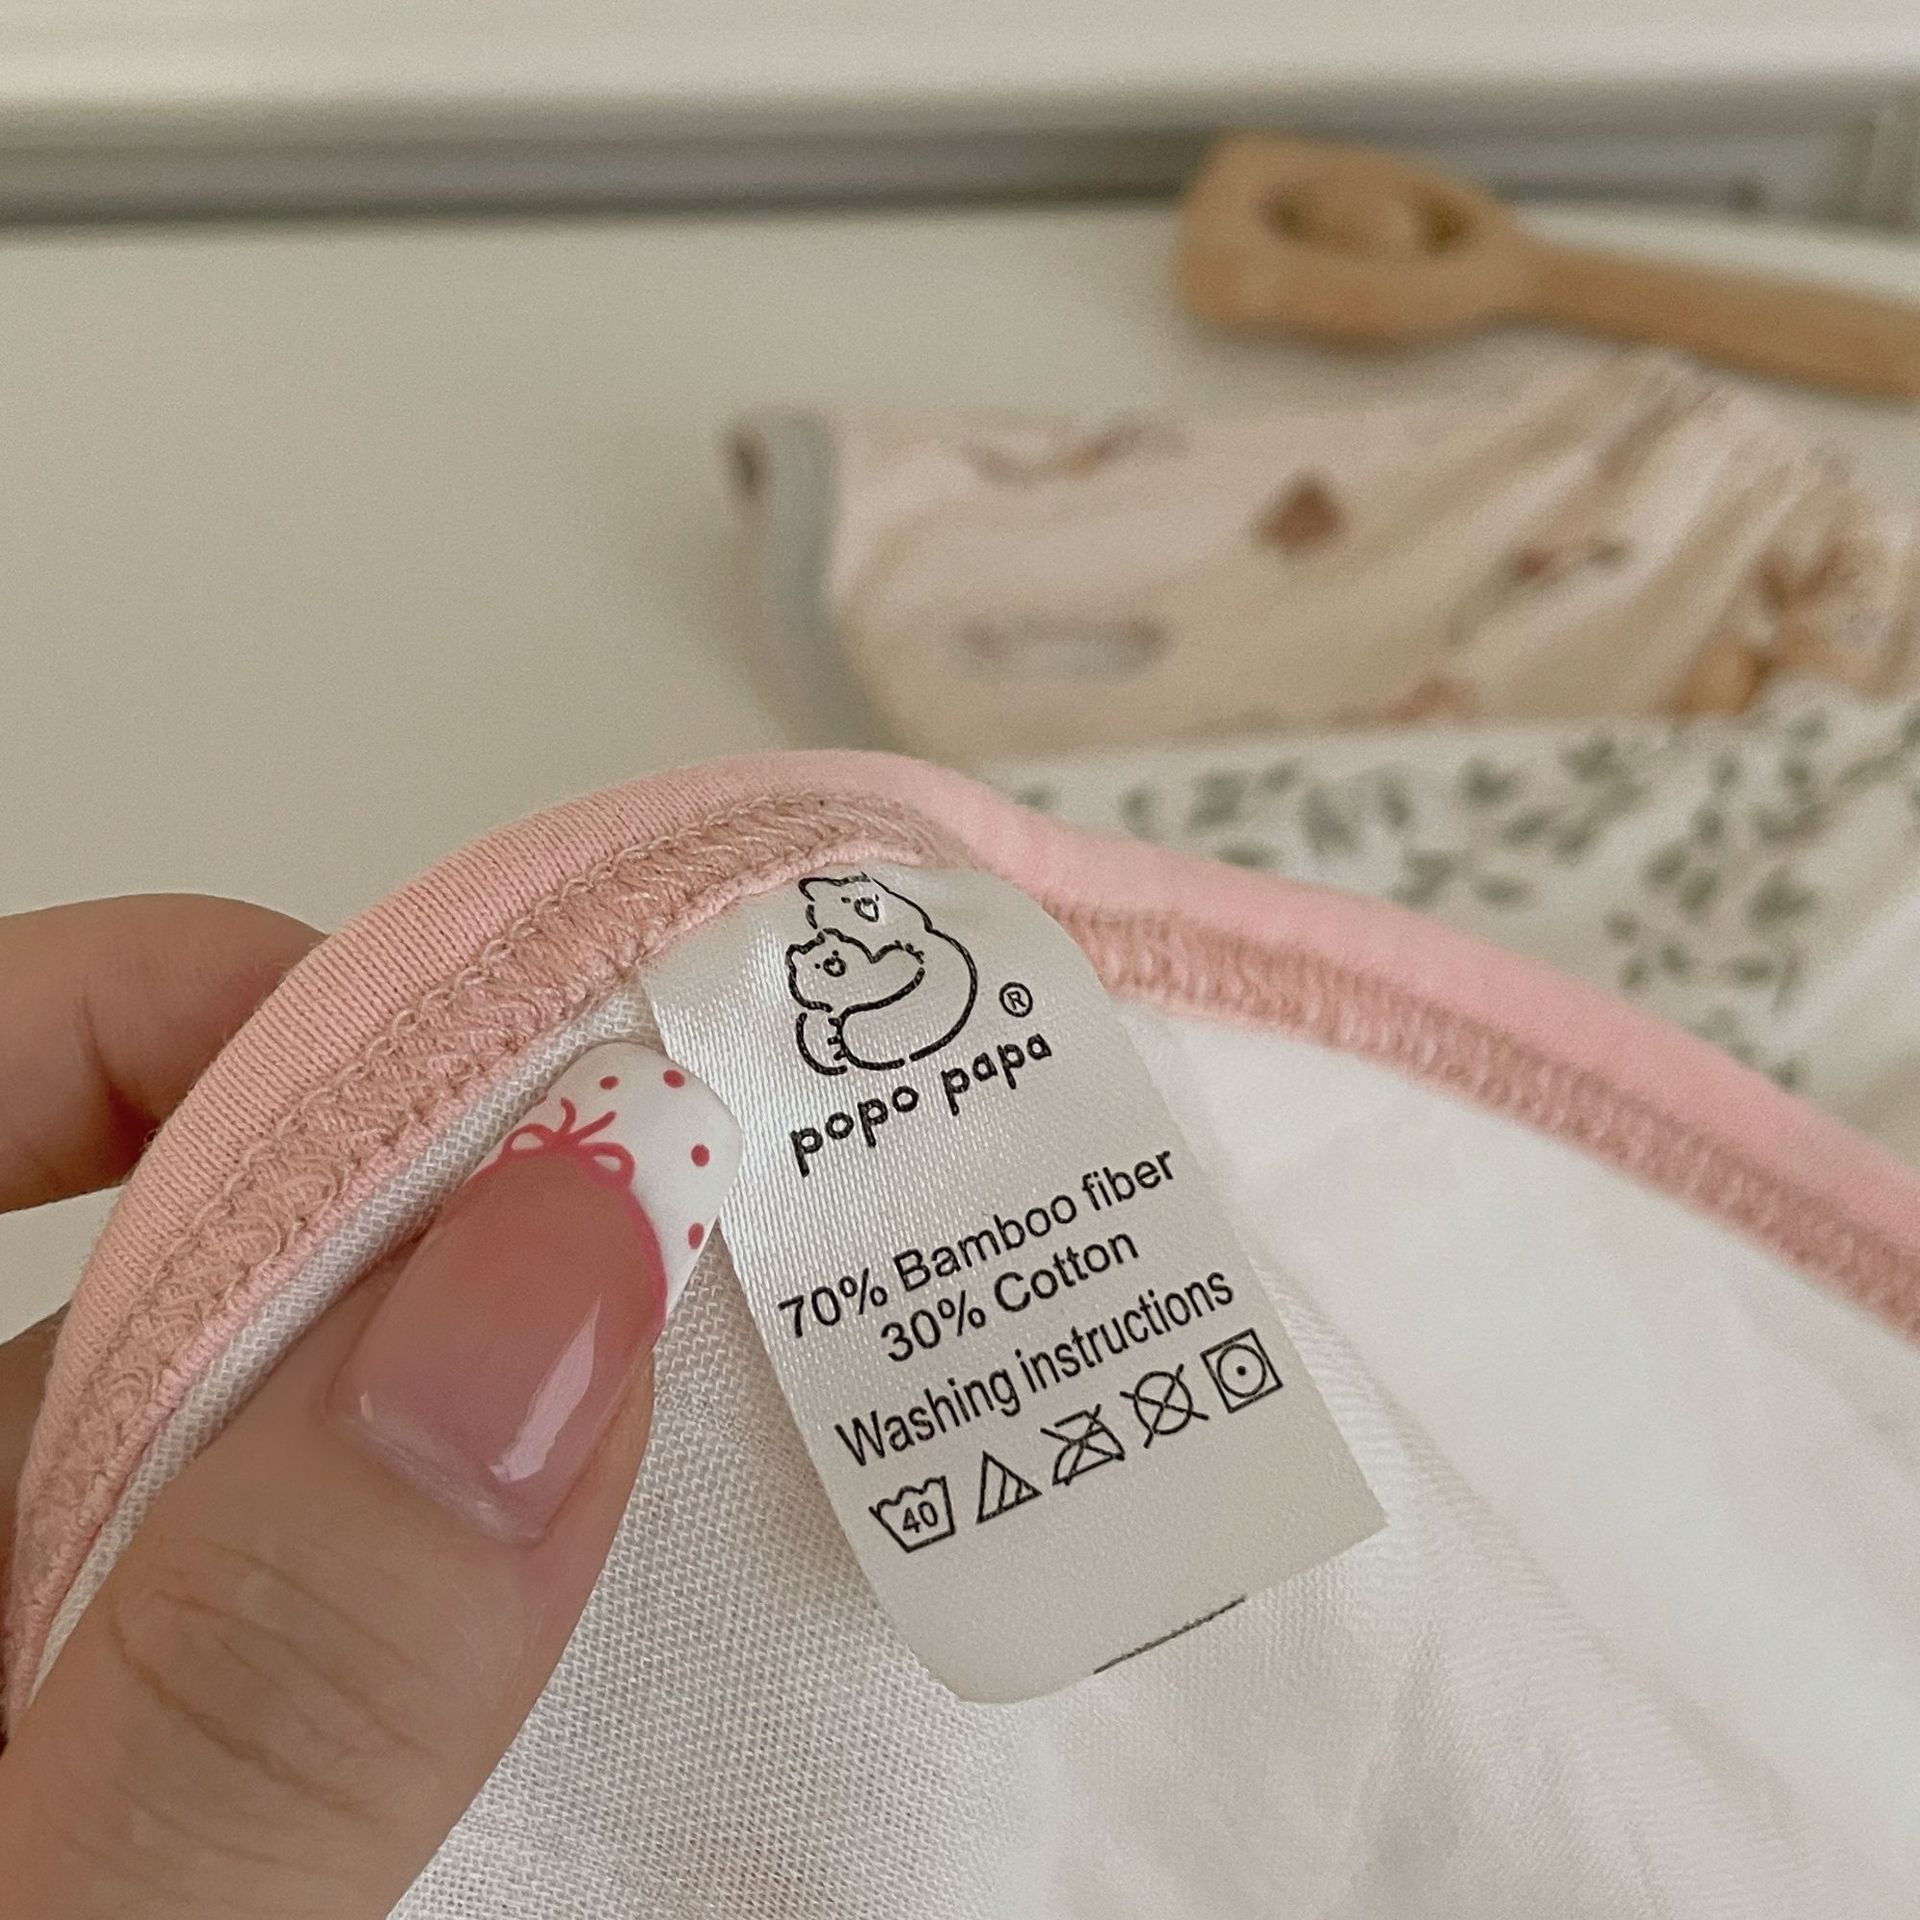 ®
popo papa
70% Bamboo fiber
30% Cotton
Washing instructions
40